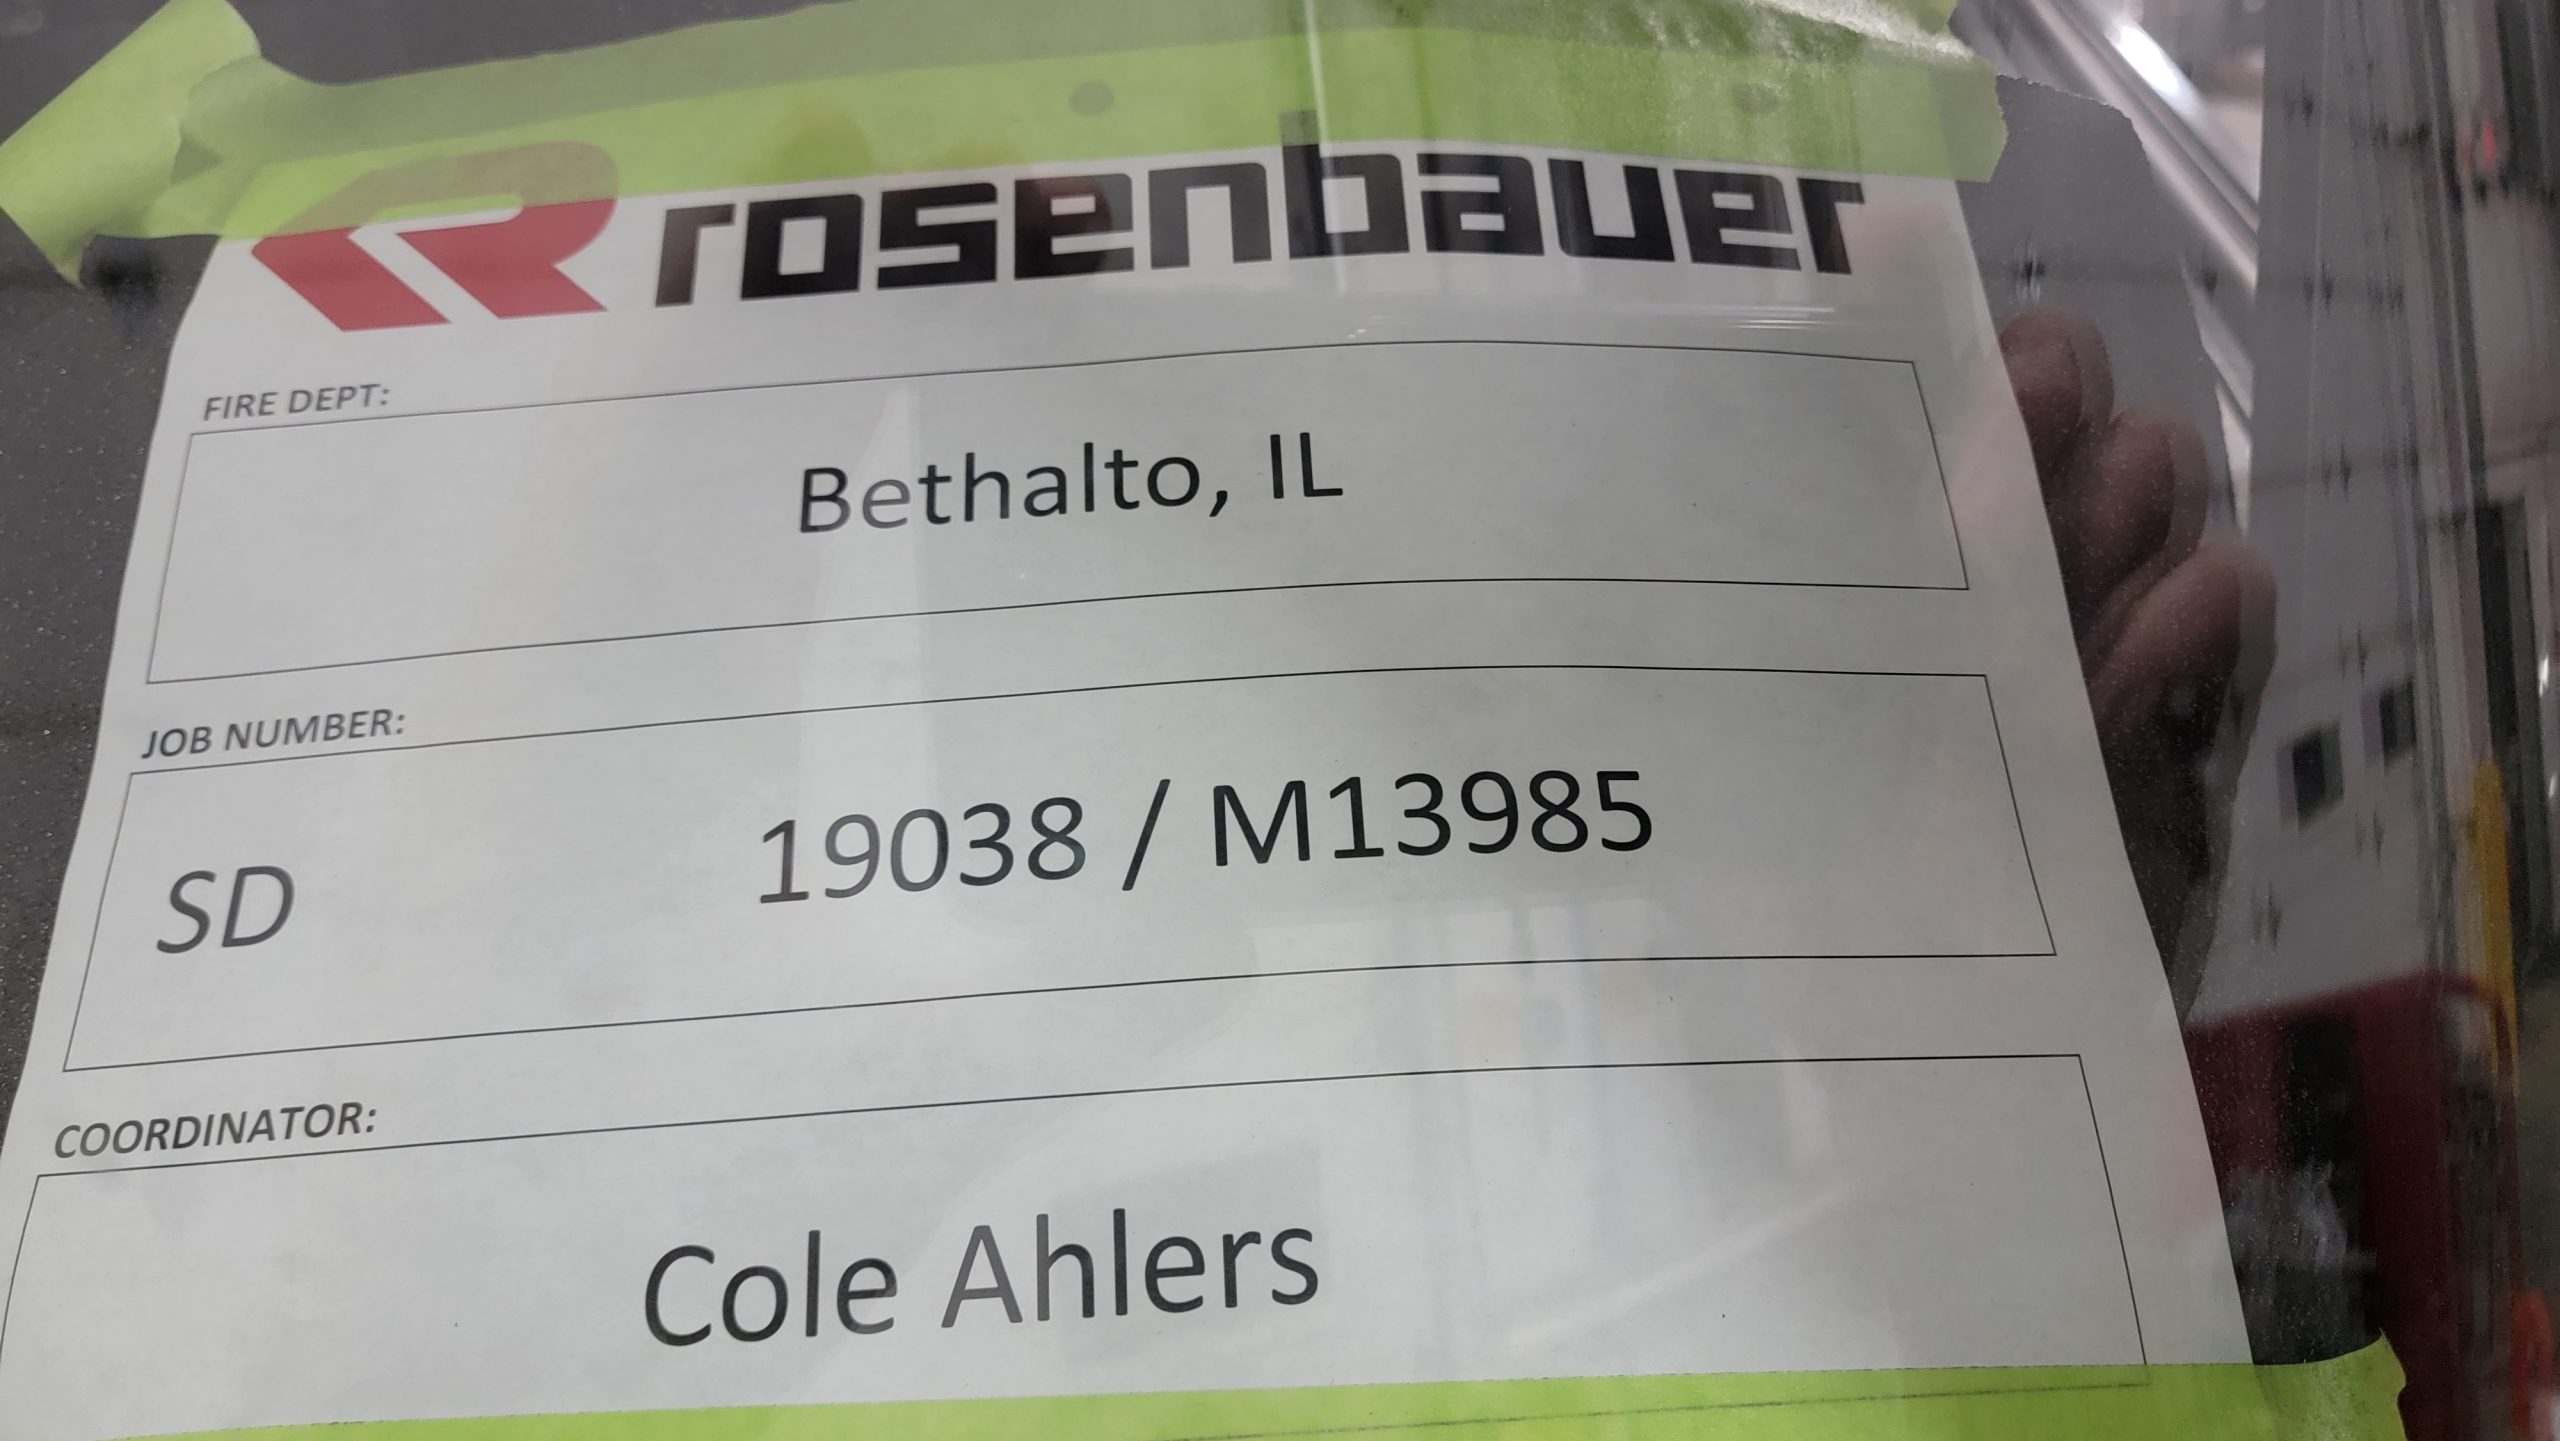 rosenbauer
FIRE DEPT:
Bethalto, IL
JOB NUMBER:
SD 19038 / M13985
COORDINATOR:
Cole Ahlers